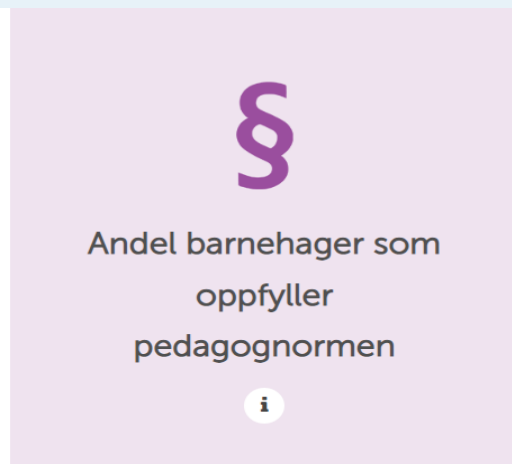 §
Andel barnehager som
oppfyller
pedagognormen
i